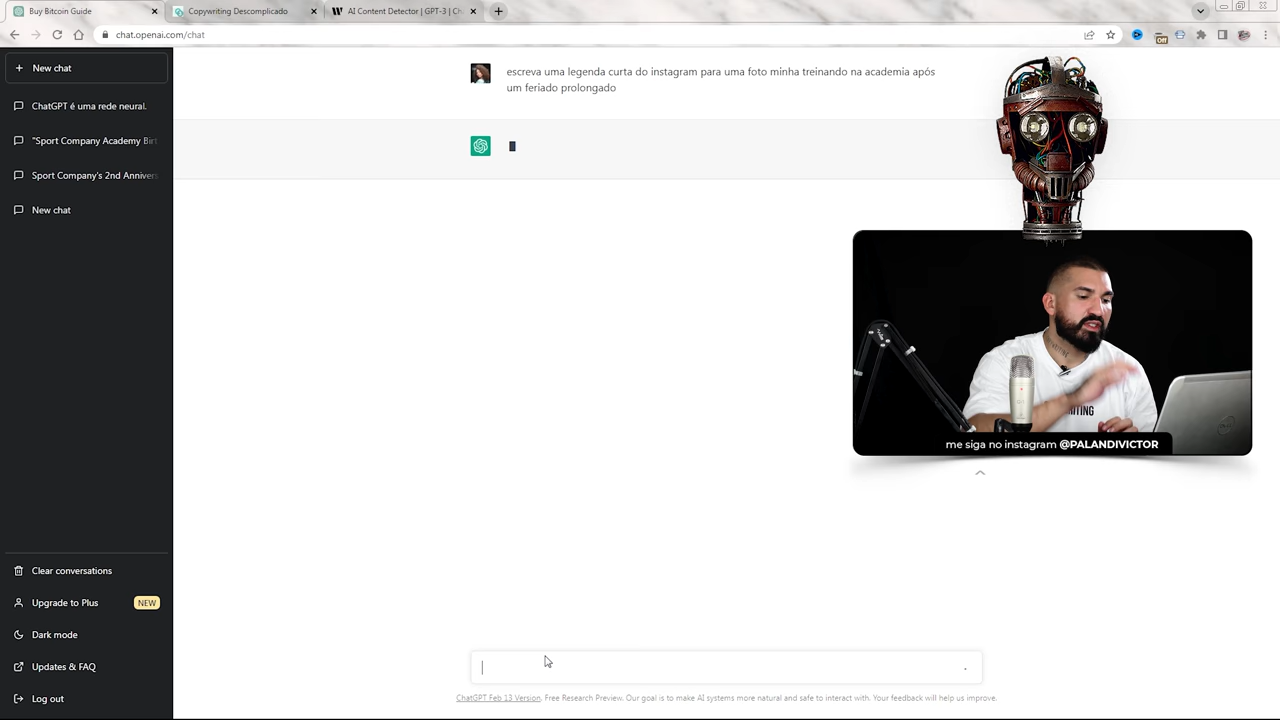 Buy Bitcoin Guide
Copywriting Descomplicado
AI Content Detector | GPT-3 | Ch
chat.openai.com/chat
Off
New chat
ChatGPT é uma rede neural.
"Sport Company Academy Birt
Sport Company's 2nd Anniver
New chat
Clear conversations
Upgrade to Plus
NEW
Dark mode
Updates & FAQ
Log out
escreva uma legenda curta do instagram para uma foto minha treinando na academia após
um feriado prolongado
me siga no instagram @PALANDIVICTOR
ChatGPT Feb 13 Version. Free Research Preview. Our goal is to make AI systems more natural and safe to interact with. Your feedback will help us improve.